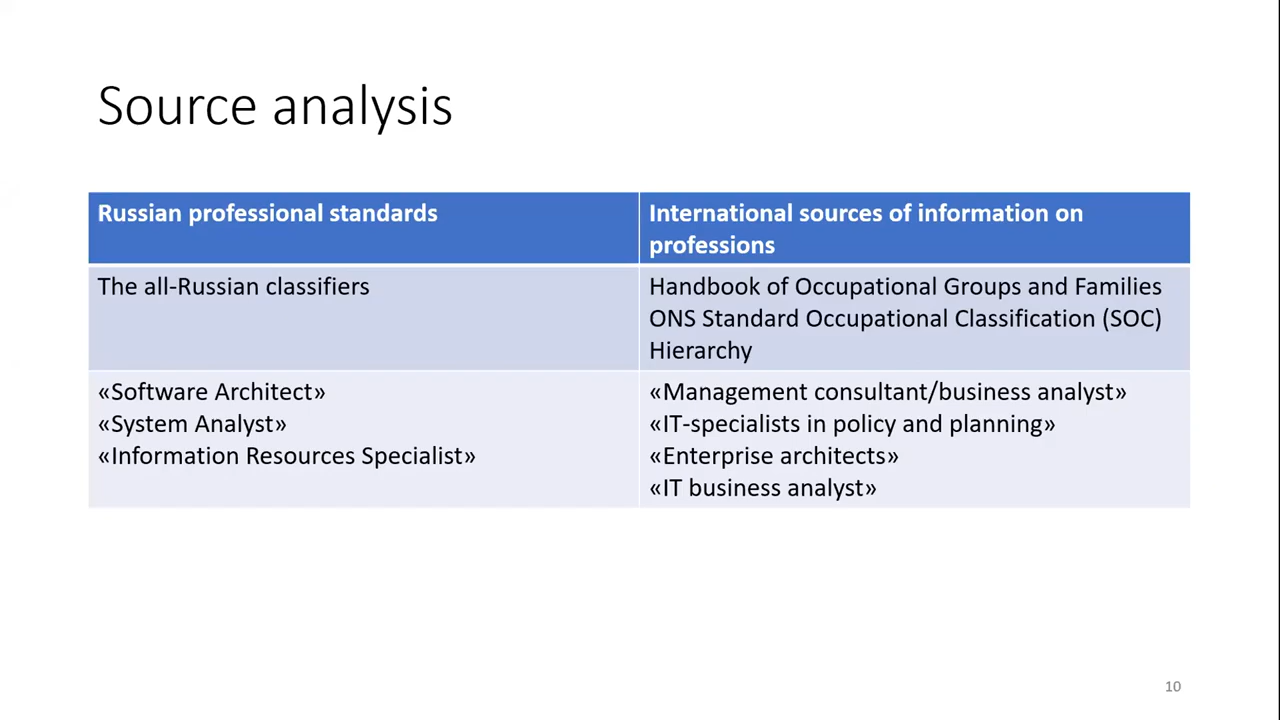 Source analysis
Russian professional standards
International sources of information on
professions
The all-Russian classifiers
Handbook of Occupational Groups and Families
ONS Standard Occupational Classification (SOC)
Hierarchy
«Software Architect»
«System Analyst»
«Information Resources Specialist»
«Management consultant/business analyst»
«IT-specialists in policy and planning»
«Enterprise architects»
«IT business analyst»
10